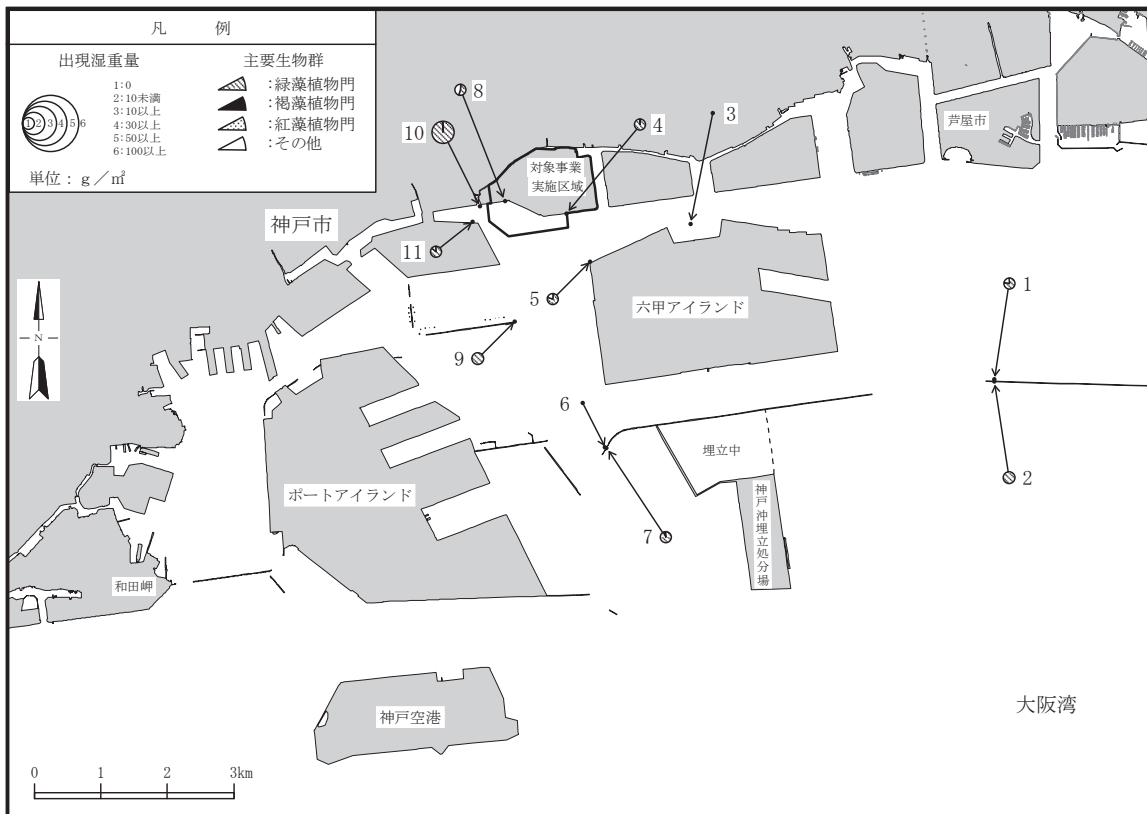 凡 例
出現湿重量
1:0
2:10未満
3:10以上
4:30以上
5:50以上
6:100以上
1 2 3 4 5 6
単位：g／㎡
主要生物群
：緑藻植物門
：褐藻植物門
：紅藻植物門
：その他
8
3
10
4
芦屋市
対象事業
実施区域
神戸市
11
1
5
六甲アイランド
N
9
6
埋立中
2
ポートアイランド
神戸沖埋立処分場
7
和田岬
大阪湾
神戸空港
0 1 2 3km